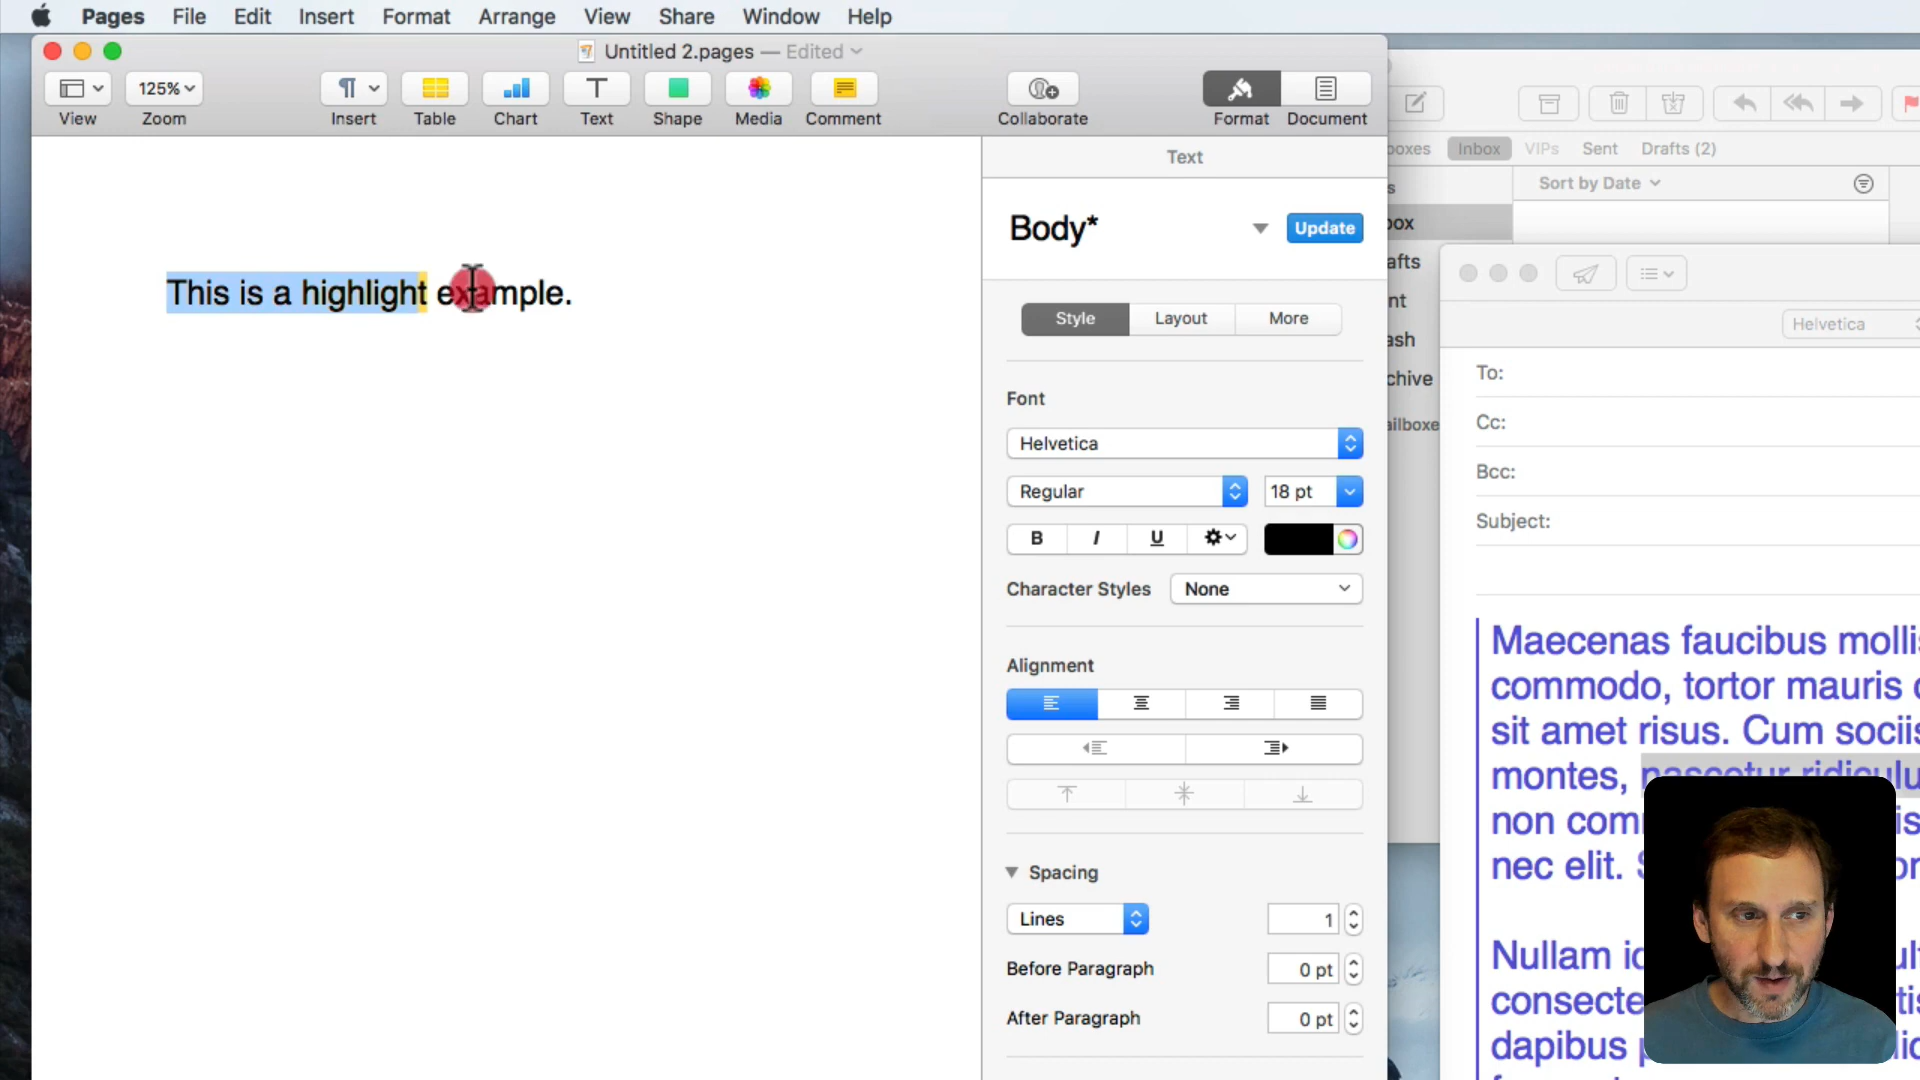 Pages File Edit Insert Format Arrange View Share Window Help
Untitled 2.pages — Edited
125%
View Zoom Insert Table Chart Text Shape Media Comment Collaborate Format Document
Text
Body* Update
This is a highlight example.
Style Layout More
Font
Helvetica
Regular 18 pt
B I U
Character Styles None
Alignment
Spacing
Lines 1
Before Paragraph 0 pt
After Paragraph 0 pt
Inbox VIPs Sent Drafts (2)
Sort by Date
Helvetica
To:
Cc:
Bcc:
Subject:
Maecenas faucibus
commodo, tortor mauris
sit amet risus. Cum
montes, nascetur
non
nec elit.
Nullam
dapibus